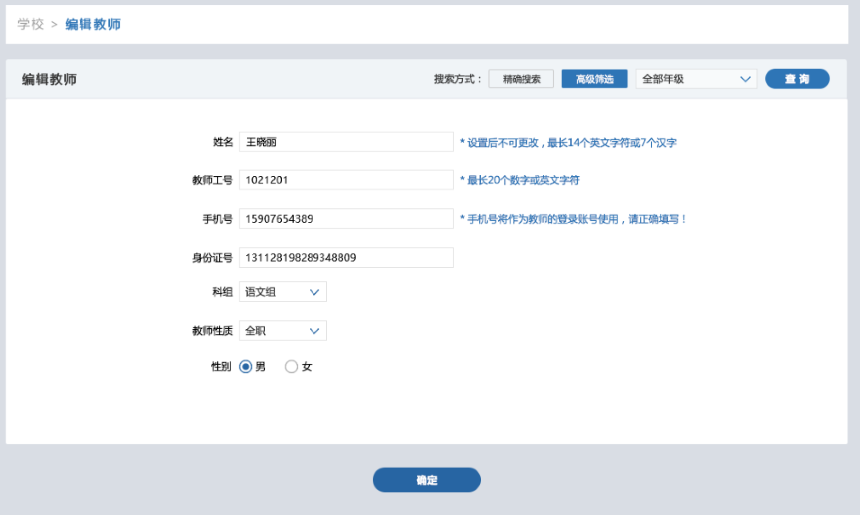 学校 > 编辑教师
编辑教师 搜索方式： 精确搜索 高级筛选 全部年级 查 询
姓名 王晓丽 * 设置后不可更改，最长14个英文字符或7个汉字
教师工号 1021201 * 最长20个数字或英文字符
手机号 15907654389 * 手机号将作为教师的登录账号使用，请正确填写！
身份证号 131128198289348809
科组 语文组
教师性质 全职
性别 男 女
确定